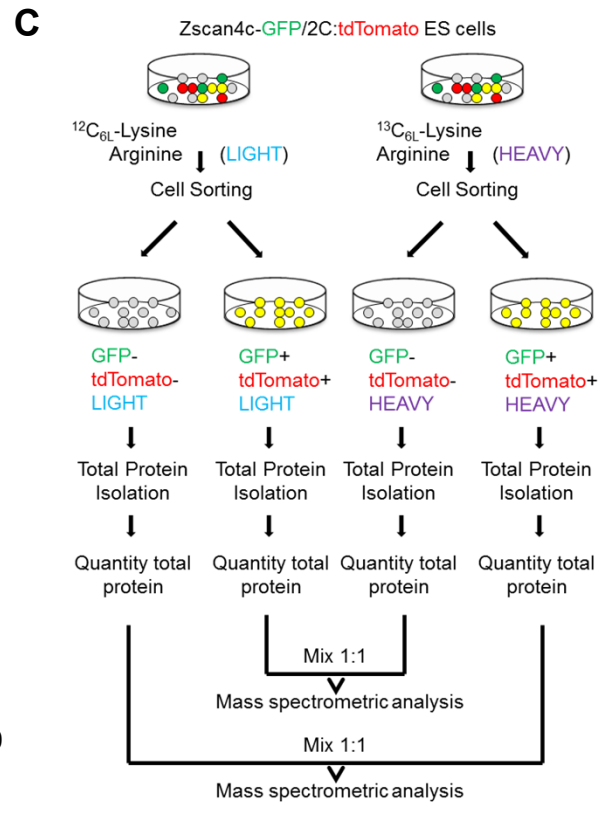 C
Zscan4c-GFP/2C:tdTomato ES cells
¹²C₆L-Lysine
Arginine (LIGHT)
Cell Sorting
¹³C₆L-Lysine
Arginine (HEAVY)
Cell Sorting
GFP-
tdTomato-
LIGHT
GFP+
tdTomato+
LIGHT
GFP-
tdTomato-
HEAVY
GFP+
tdTomato+
HEAVY
Total Protein
Isolation
Total Protein
Isolation
Total Protein
Isolation
Total Protein
Isolation
Quantity total
protein
Quantity total
protein
Quantity total
protein
Quantity total
protein
Mix 1:1
Mass spectrometric analysis
Mix 1:1
Mass spectrometric analysis